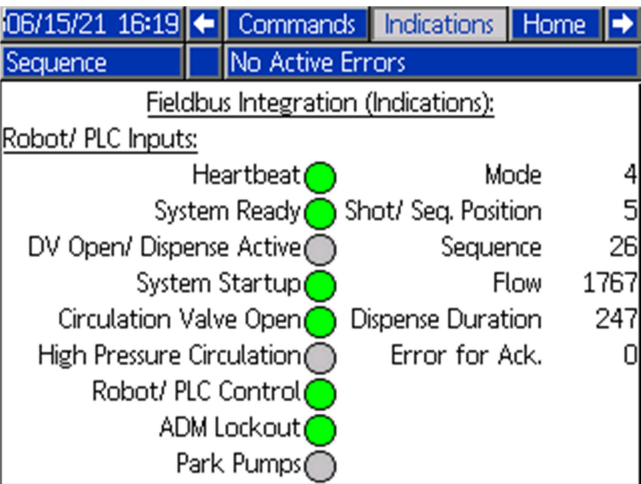 06/15/21 16:19 Commands Indications Home
Sequence No Active Errors
Fieldbus Integration (Indications):
Robot/ PLC Inputs:
Heartbeat Mode 4
System Ready Shot/ Seq. Position 5
DV Open/ Dispense Active Sequence 26
System Startup Flow 1767
Circulation Valve Open Dispense Duration 247
High Pressure Circulation Error for Ack. 0
Robot/ PLC Control
ADM Lockout
Park Pumps